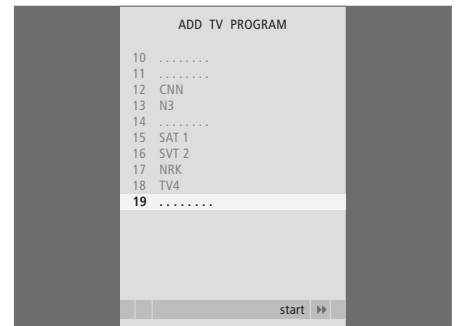 ADD TV PROGRAM
10 ........
11 ........
12 CNN
13 N3
14 ........
15 SAT 1
16 SVT 2
17 NRK
18 TV4
19 ........
start